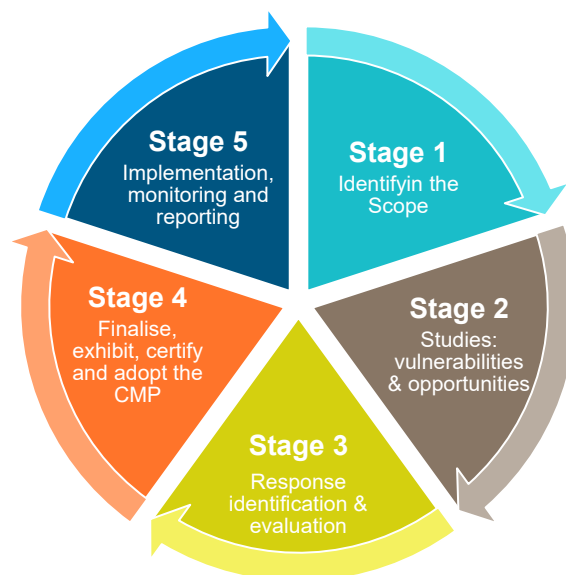 Stage 1
Identifyin the
Scope
Stage 2
Studies:
vulnerabilities
& opportunities
Stage 3
Response
identification &
evaluation
Stage 4
Finalise,
exhibit, certify
and adopt the
CMP
Stage 5
Implementation,
monitoring and
reporting